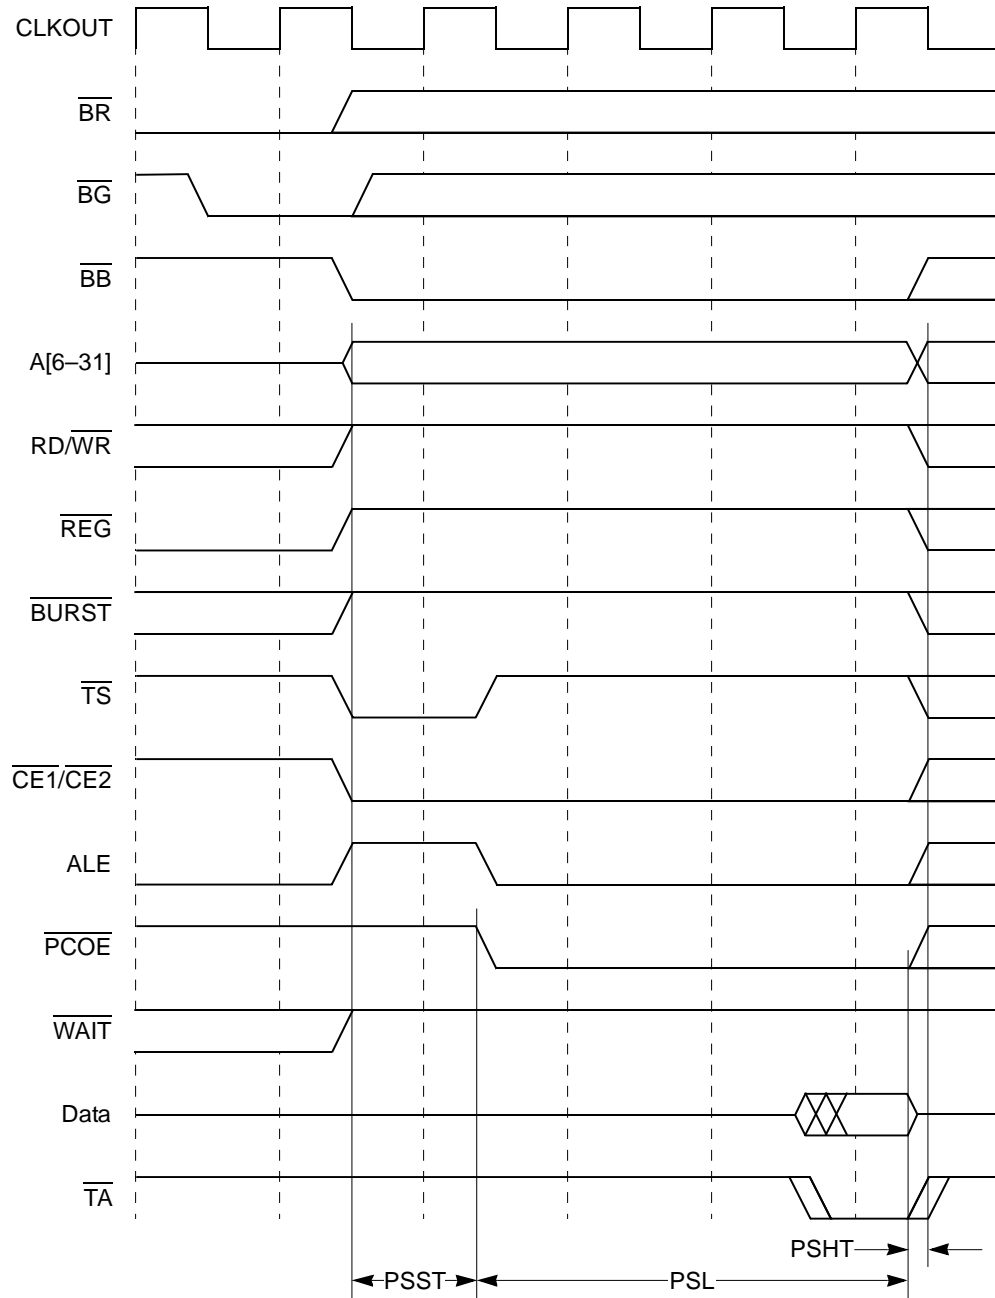 CLKOUT
BR
BG
BB
A[6–31]
RD/WR
REG
BURST
TS
CE1/CE2
ALE
PCOE
WAIT
Data
TA
PSHT
PSST
PSL